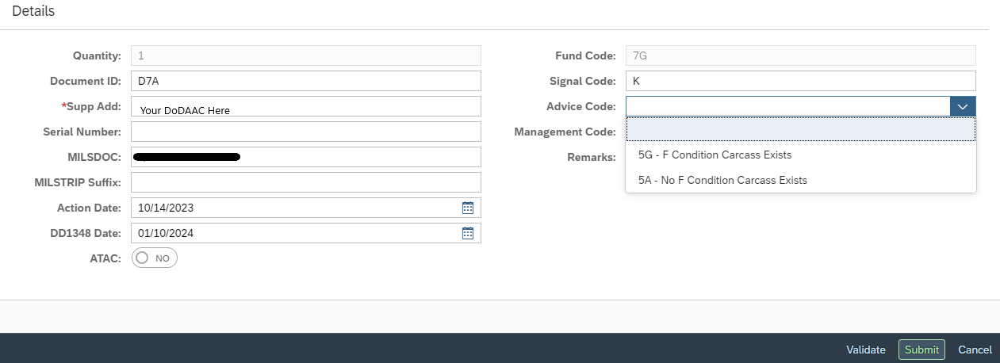 Details
Quantity: 1
Document ID: D7A
*Supp Add: Your DoDAAC Here
Serial Number:
MILSDOC:
MILSTRIP Suffix:
Action Date: 10/14/2023
DD1348 Date: 01/10/2024
ATAC: NO
Fund Code: 7G
Signal Code: K
Advice Code:
Management Code:
Remarks:
5G - F Condition Carcass Exists
5A - No F Condition Carcass Exists
Validate Submit Cancel